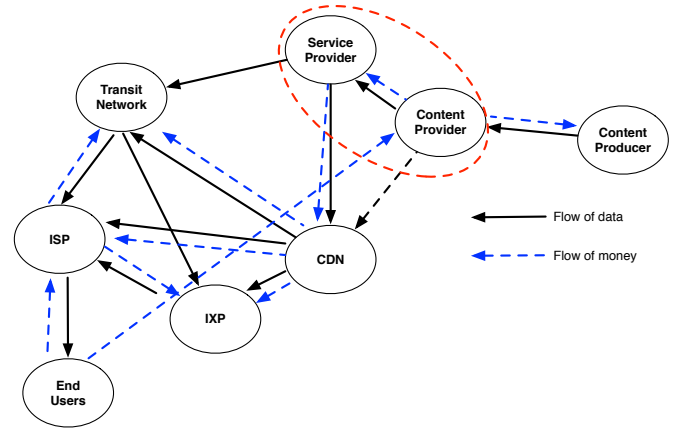 Service
Provider
Transit
Network
Content
Provider
Content
Producer
Flow of data
ISP
CDN
Flow of money
IXP
End
Users